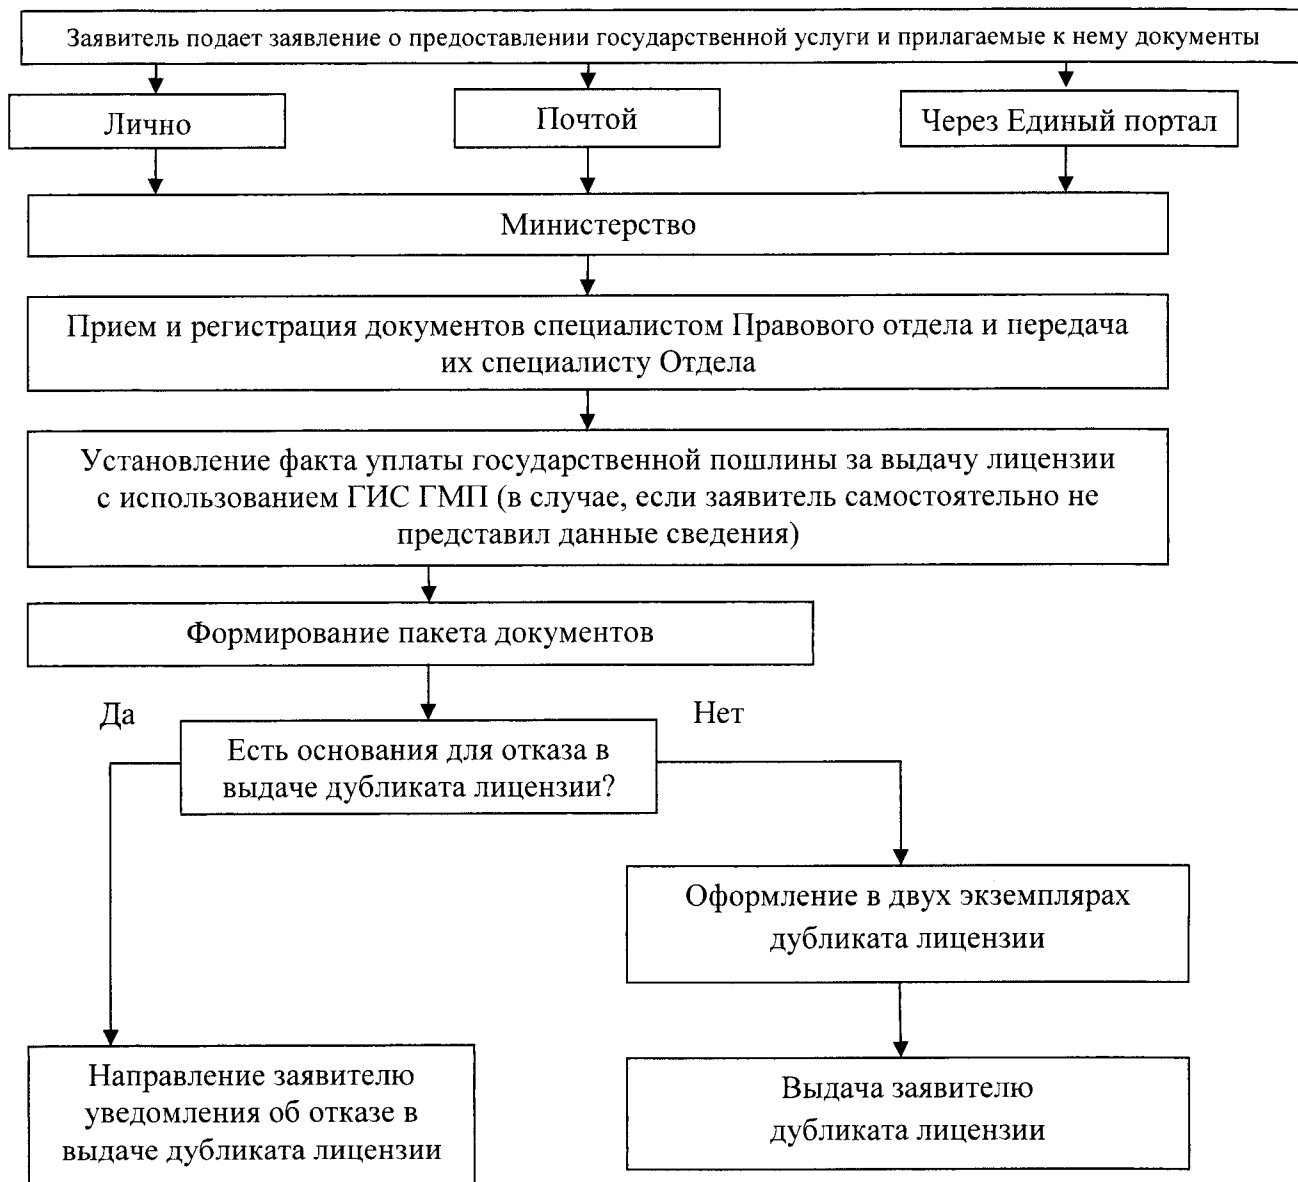 Заявитель подает заявление о предоставлении государственной услуги и прилагаемые к нему документы
Лично
Почтой
Через Единый портал
Министерство
Прием и регистрация документов специалистом Правового отдела и передача
их специалисту Отдела
Установление факта уплаты государственной пошлины за выдачу лицензии
с использованием ГИС ГМП (в случае, если заявитель самостоятельно не
представил данные сведения)
Формирование пакета документов
Да
Нет
Есть основания для отказа в
выдаче дубликата лицензии?
Оформление в двух экземплярах
дубликата лицензии
Направление заявителю
уведомления об отказе в
выдаче дубликата лицензии
Выдача заявителю
дубликата лицензии